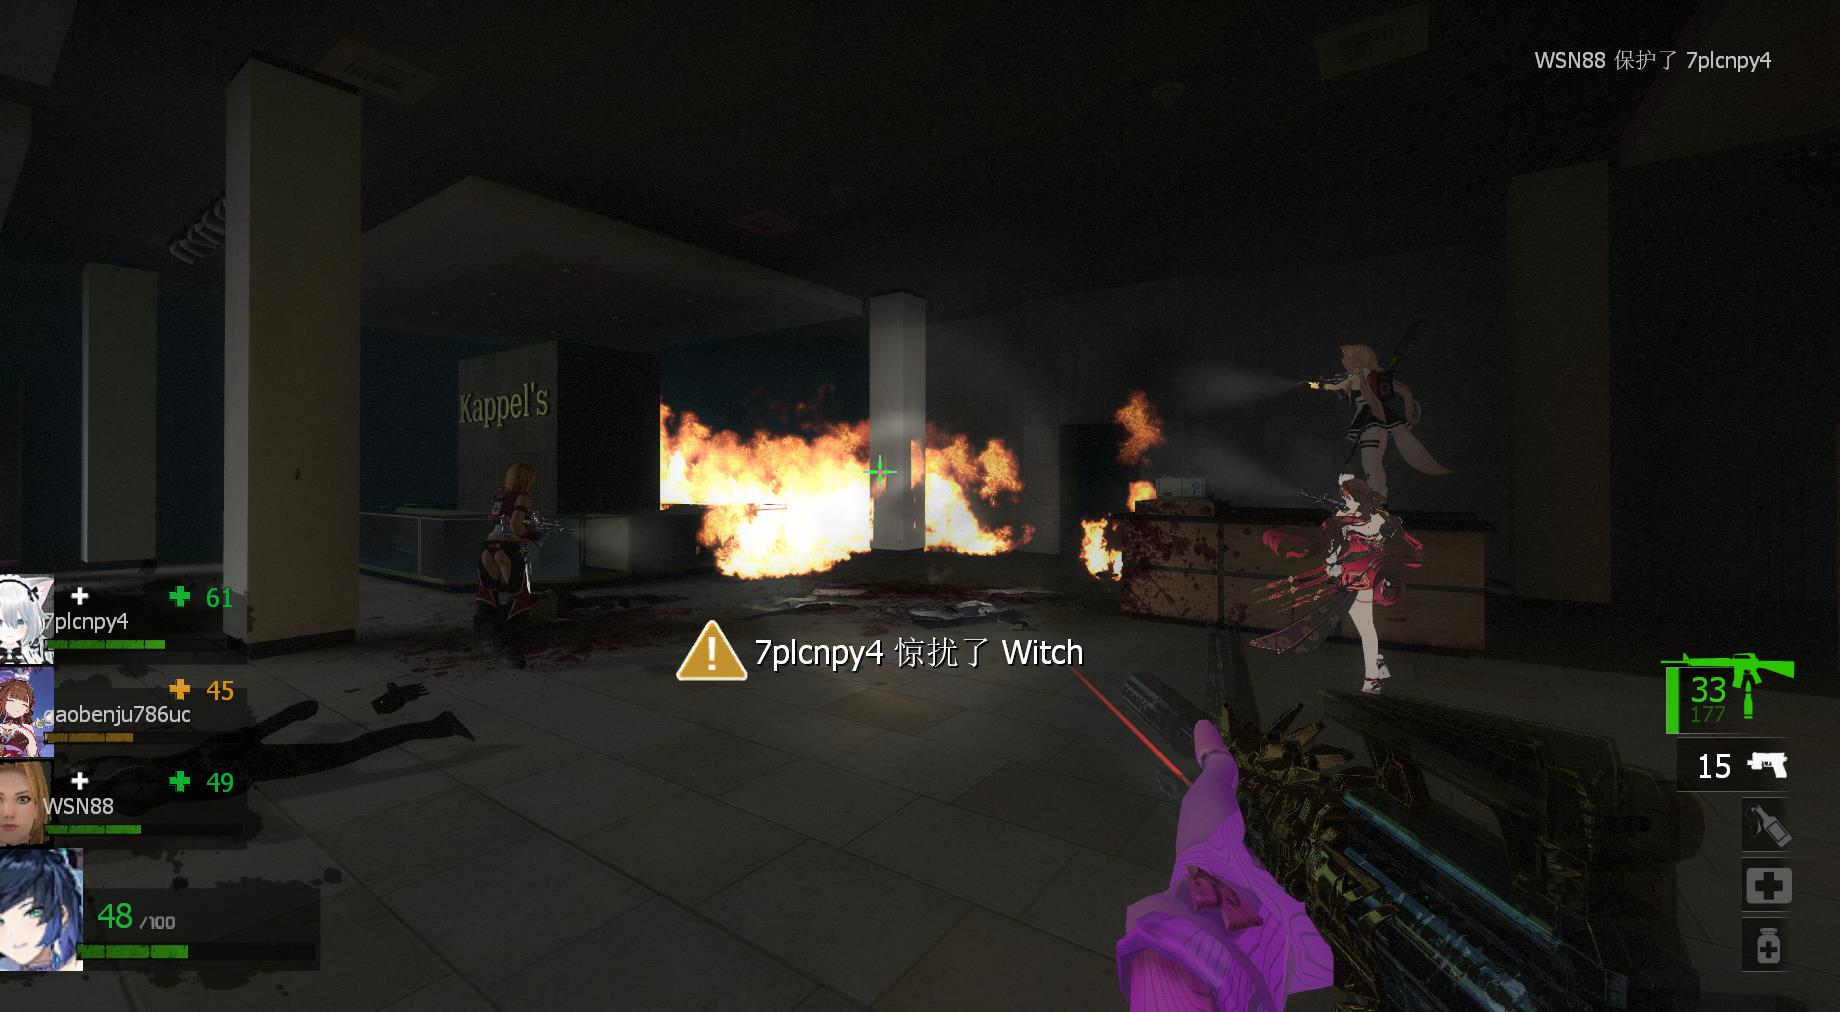 WSN88 保护了 7plcnpy4
Kappel's
7plcnpy4 惊扰了 Witch
61
7plcnpy4
45
gaobenju786uc
49
WSN88
48 /100
33
177
15